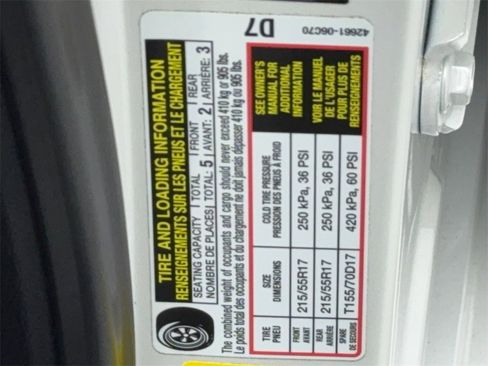 TIRE AND LOADING INFORMATION
RENSEIGNEMENTS SUR LES PNEUS ET LE CHARGEMENT
SEATING CAPACITY | TOTAL | FRONT | REAR
NOMBRE DE PLACES | TOTAL: 5 | AVANT: 2 | ARRIÈRE: 3
The combined weight of occupants and cargo should never exceed 410 kg or 905 lbs.
Le poids total des occupants et du chargement ne doit jamais dépasser 410 kg ou 905 lb.
TIRE
PNEU
SIZE
DIMENSIONS
COLD TIRE PRESSURE
PRESSION DES PNEUS À FROID
FRONT
AVANT
215/55R17
250 kPa, 36 PSI
REAR
ARRIÈRE
215/55R17
250 kPa, 36 PSI
SPARE
DE SECOURS
T155/70D17
420 kPa, 60 PSI
SEE OWNER'S
MANUAL FOR
ADDITIONAL
INFORMATION
VOIR LE MANUEL
DE L'USAGER
POUR PLUS DE
RENSEIGNEMENTS
D7
42661-06C70